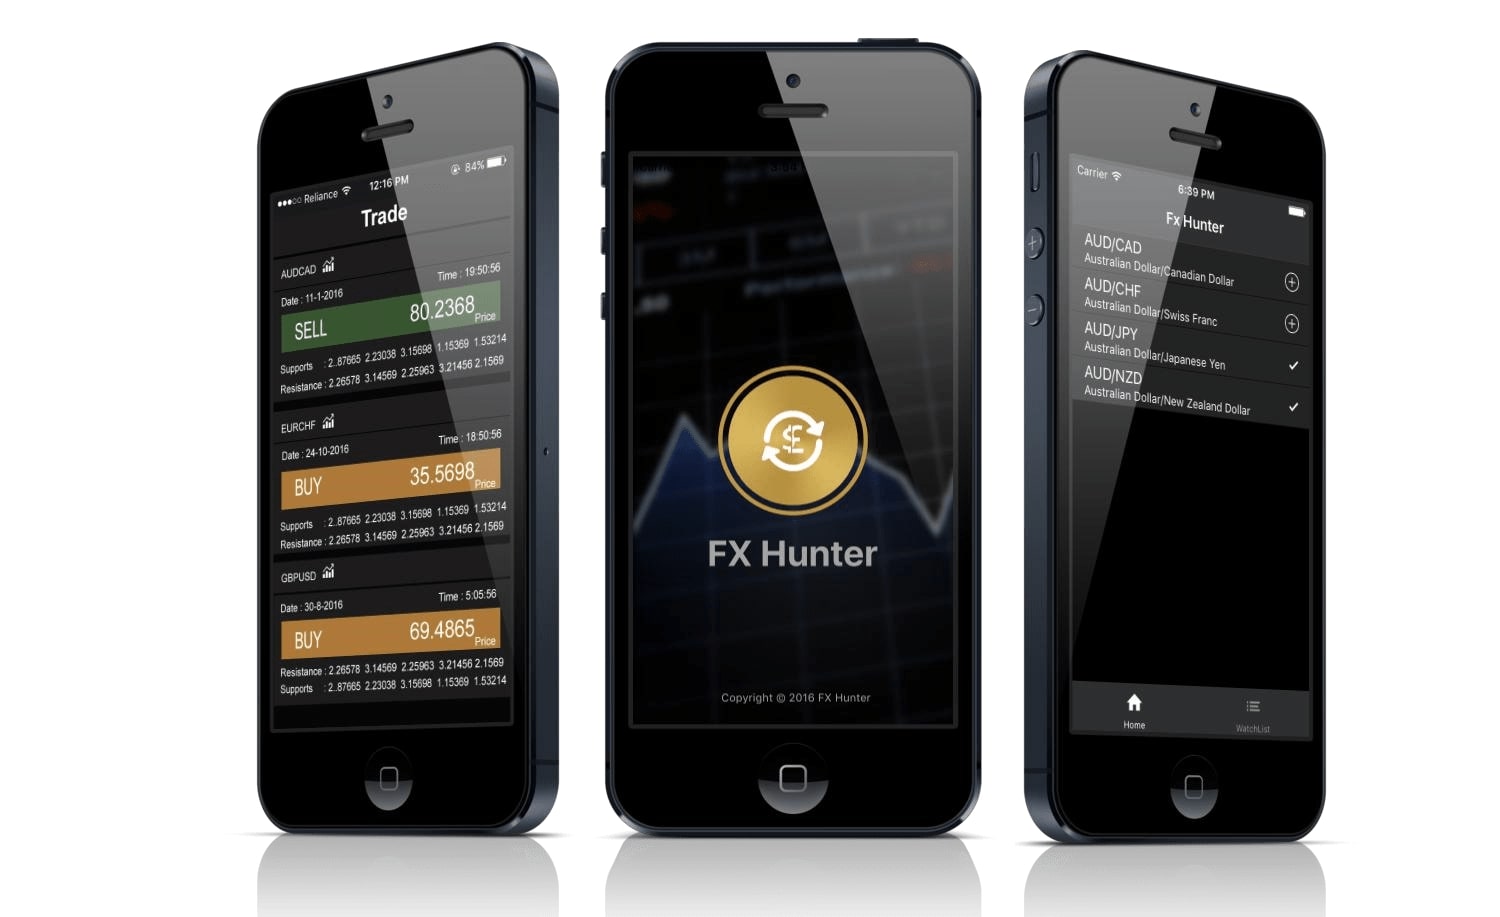 Reliance 12:16 PM 84%
Trade
AUDCAD
Date : 11-1-2016 Time : 19:50:56
SELL 80.2368 Price
Supports : 2..87665 2.23038 3.15698 1.15369 1.53214
Resistance : 2.26578 3.14569 2.25963 3.21456 2.1569
EURCHF
Date : 24-10-2016 Time : 18:50:56
BUY 35.5698 Price
Supports : 2..87665 2.23038 3.15698 1.15369 1.53214
Resistance : 2.26578 3.14569 2.25963 3.21456 2.1569
GBPUSD
Date : 30-8-2016 Time : 5:05:56
BUY 69.4865 Price
Resistance : 2.26578 3.14569 2.25963 3.21456 2.1569
Supports : 2..87665 2.23038 3.15698 1.15369 1.53214
Performance
FX Hunter
Copyright © 2016 FX Hunter
Carrier 6:39 PM
Fx Hunter
AUD/CAD
Australian Dollar/Canadian Dollar
AUD/CHF
Australian Dollar/Swiss Franc
AUD/JPY
Australian Dollar/Japanese Yen
AUD/NZD
Australian Dollar/New Zealand Dollar
Home WatchList